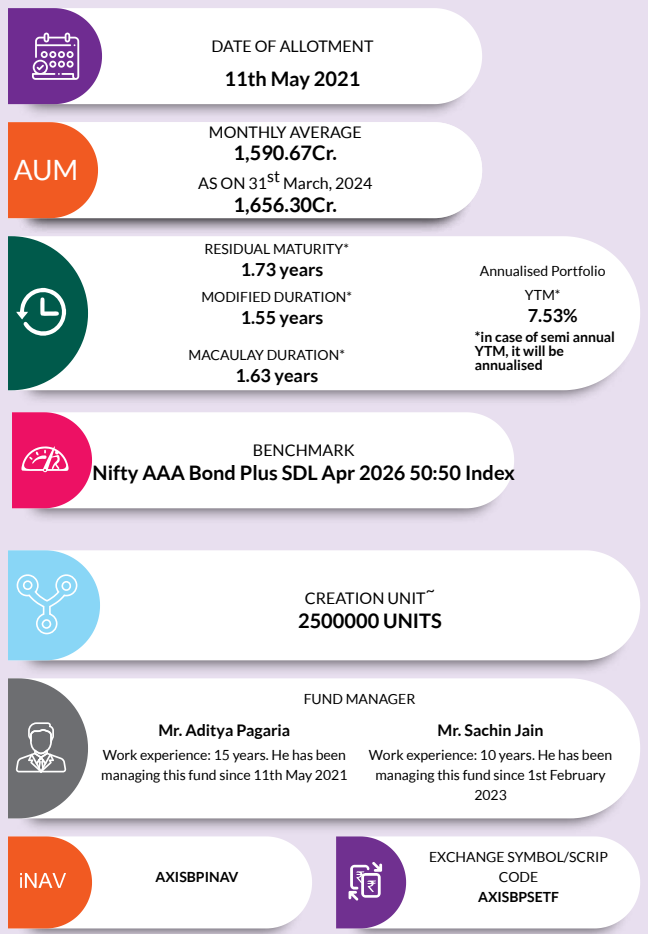 DATE OF ALLOTMENT
11th May 2021
AUM
MONTHLY AVERAGE
1,590.67Cr.
AS ON 31st March, 2024
1,656.30Cr.
RESIDUAL MATURITY*
1.73 years
MODIFIED DURATION*
1.55 years
MACAULAY DURATION*
1.63 years
Annualised Portfolio
YTM*
7.53%
*in case of semi annual
YTM, it will be
annualised
BENCHMARK
Nifty AAA Bond Plus SDL Apr 2026 50:50 Index
CREATION UNIT~
2500000 UNITS
FUND MANAGER
Mr. Aditya Pagaria
Work experience: 15 years. He has been
managing this fund since 11th May 2021
Mr. Sachin Jain
Work experience: 10 years. He has been
managing this fund since 1st February
2023
iNAV
AXISBPINAV
₹
₹
EXCHANGE SYMBOL/SCRIP
CODE
AXISBPSETF